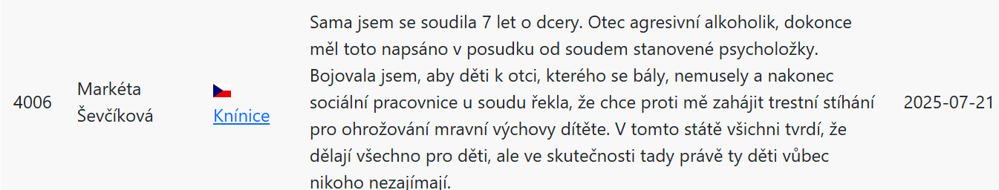 4006
Markéta
Ševčíková
Knínice
Sama jsem se soudila 7 let o dcery. Otec agresivní alkoholik, dokonce
měl toto napsáno v posudku od soudem stanovené psycholožky.
Bojovala jsem, aby děti k otci, kterého se bály, nemusely a nakonec
sociální pracovnice u soudu řekla, že chce proti mě zahájit trestní stíhání
pro ohrožování mravní výchovy dítěte. V tomto státě všichni tvrdí, že
dělají všechno pro děti, ale ve skutečnosti tady právě ty děti vůbec
nikoho nezajímají.
2025-07-21